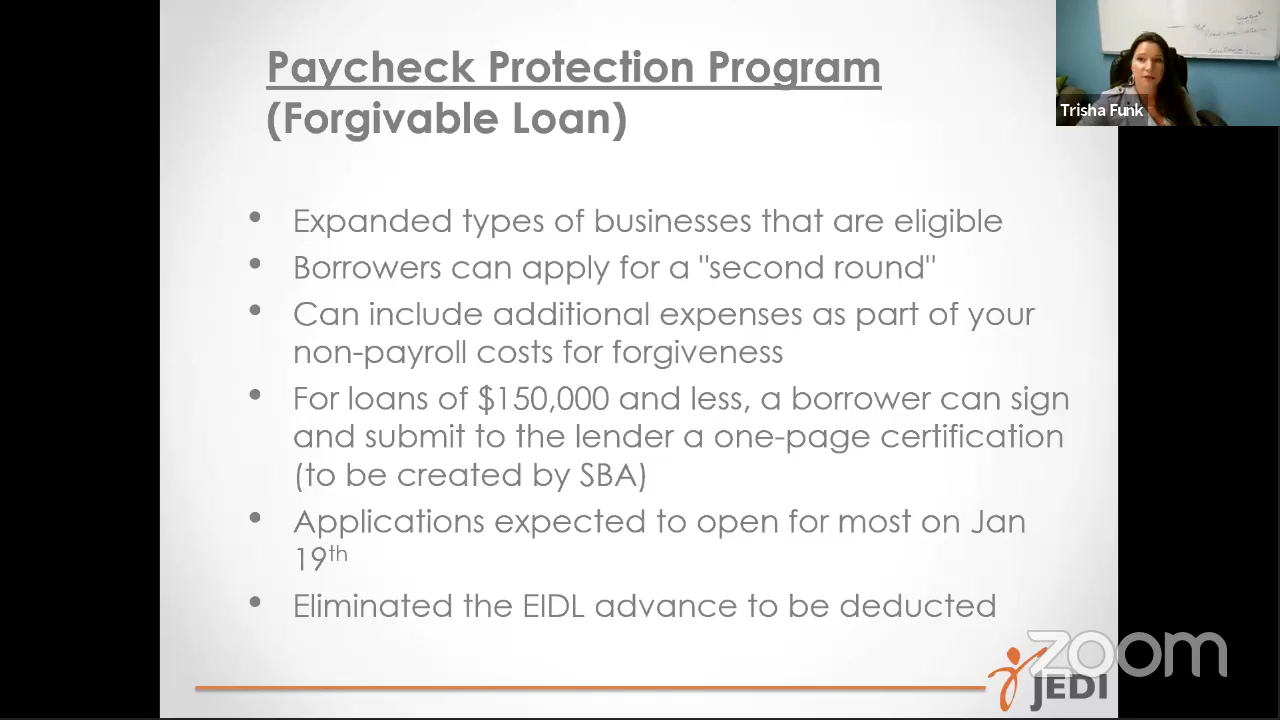 Paycheck Protection Program
(Forgivable Loan)
Trisha Funk
• Expanded types of businesses that are eligible
• Borrowers can apply for a "second round"
• Can include additional expenses as part of your
non-payroll costs for forgiveness
• For loans of $150,000 and less, a borrower can sign
and submit to the lender a one-page certification
(to be created by SBA)
• Applications expected to open for most on Jan
19th
• Eliminated the EIDL advance to be deducted
zoom
JEDI